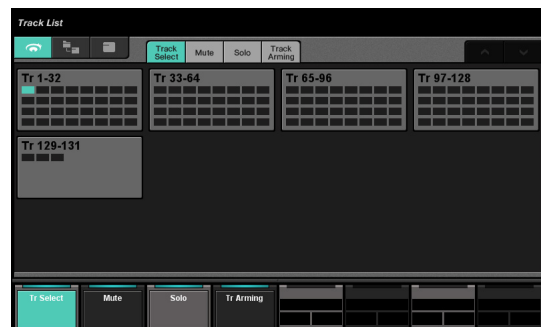 Track List
Track Select
Mute
Solo
Track Arming
Tr 1-32
Tr 33-64
Tr 65-96
Tr 97-128
Tr 129-131
Tr Select
Mute
Solo
Tr Arming